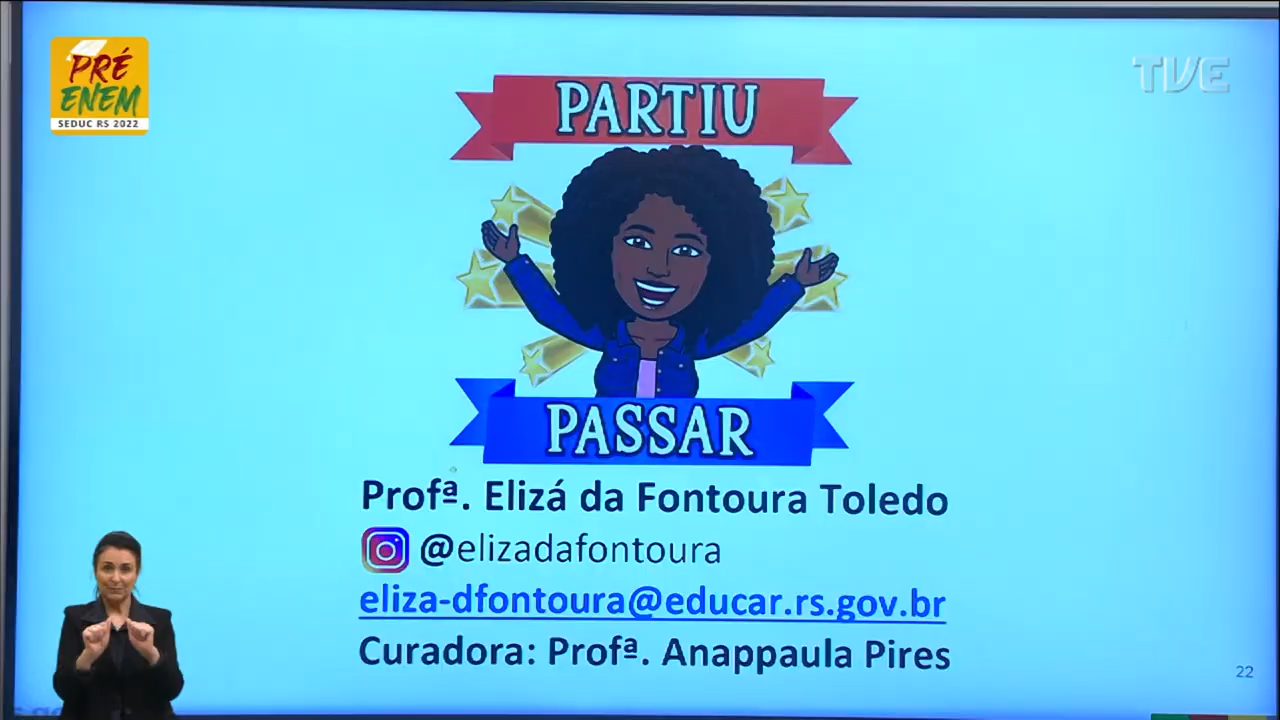 PRÉ
ENEM
SEDUC RS 2022
TVE
PARTIU
PASSAR
Profª. Elizá da Fontoura Toledo
@elizadafontoura
eliza-dfontoura@educar.rs.gov.br
Curadora: Profª. Anappaula Pires
22